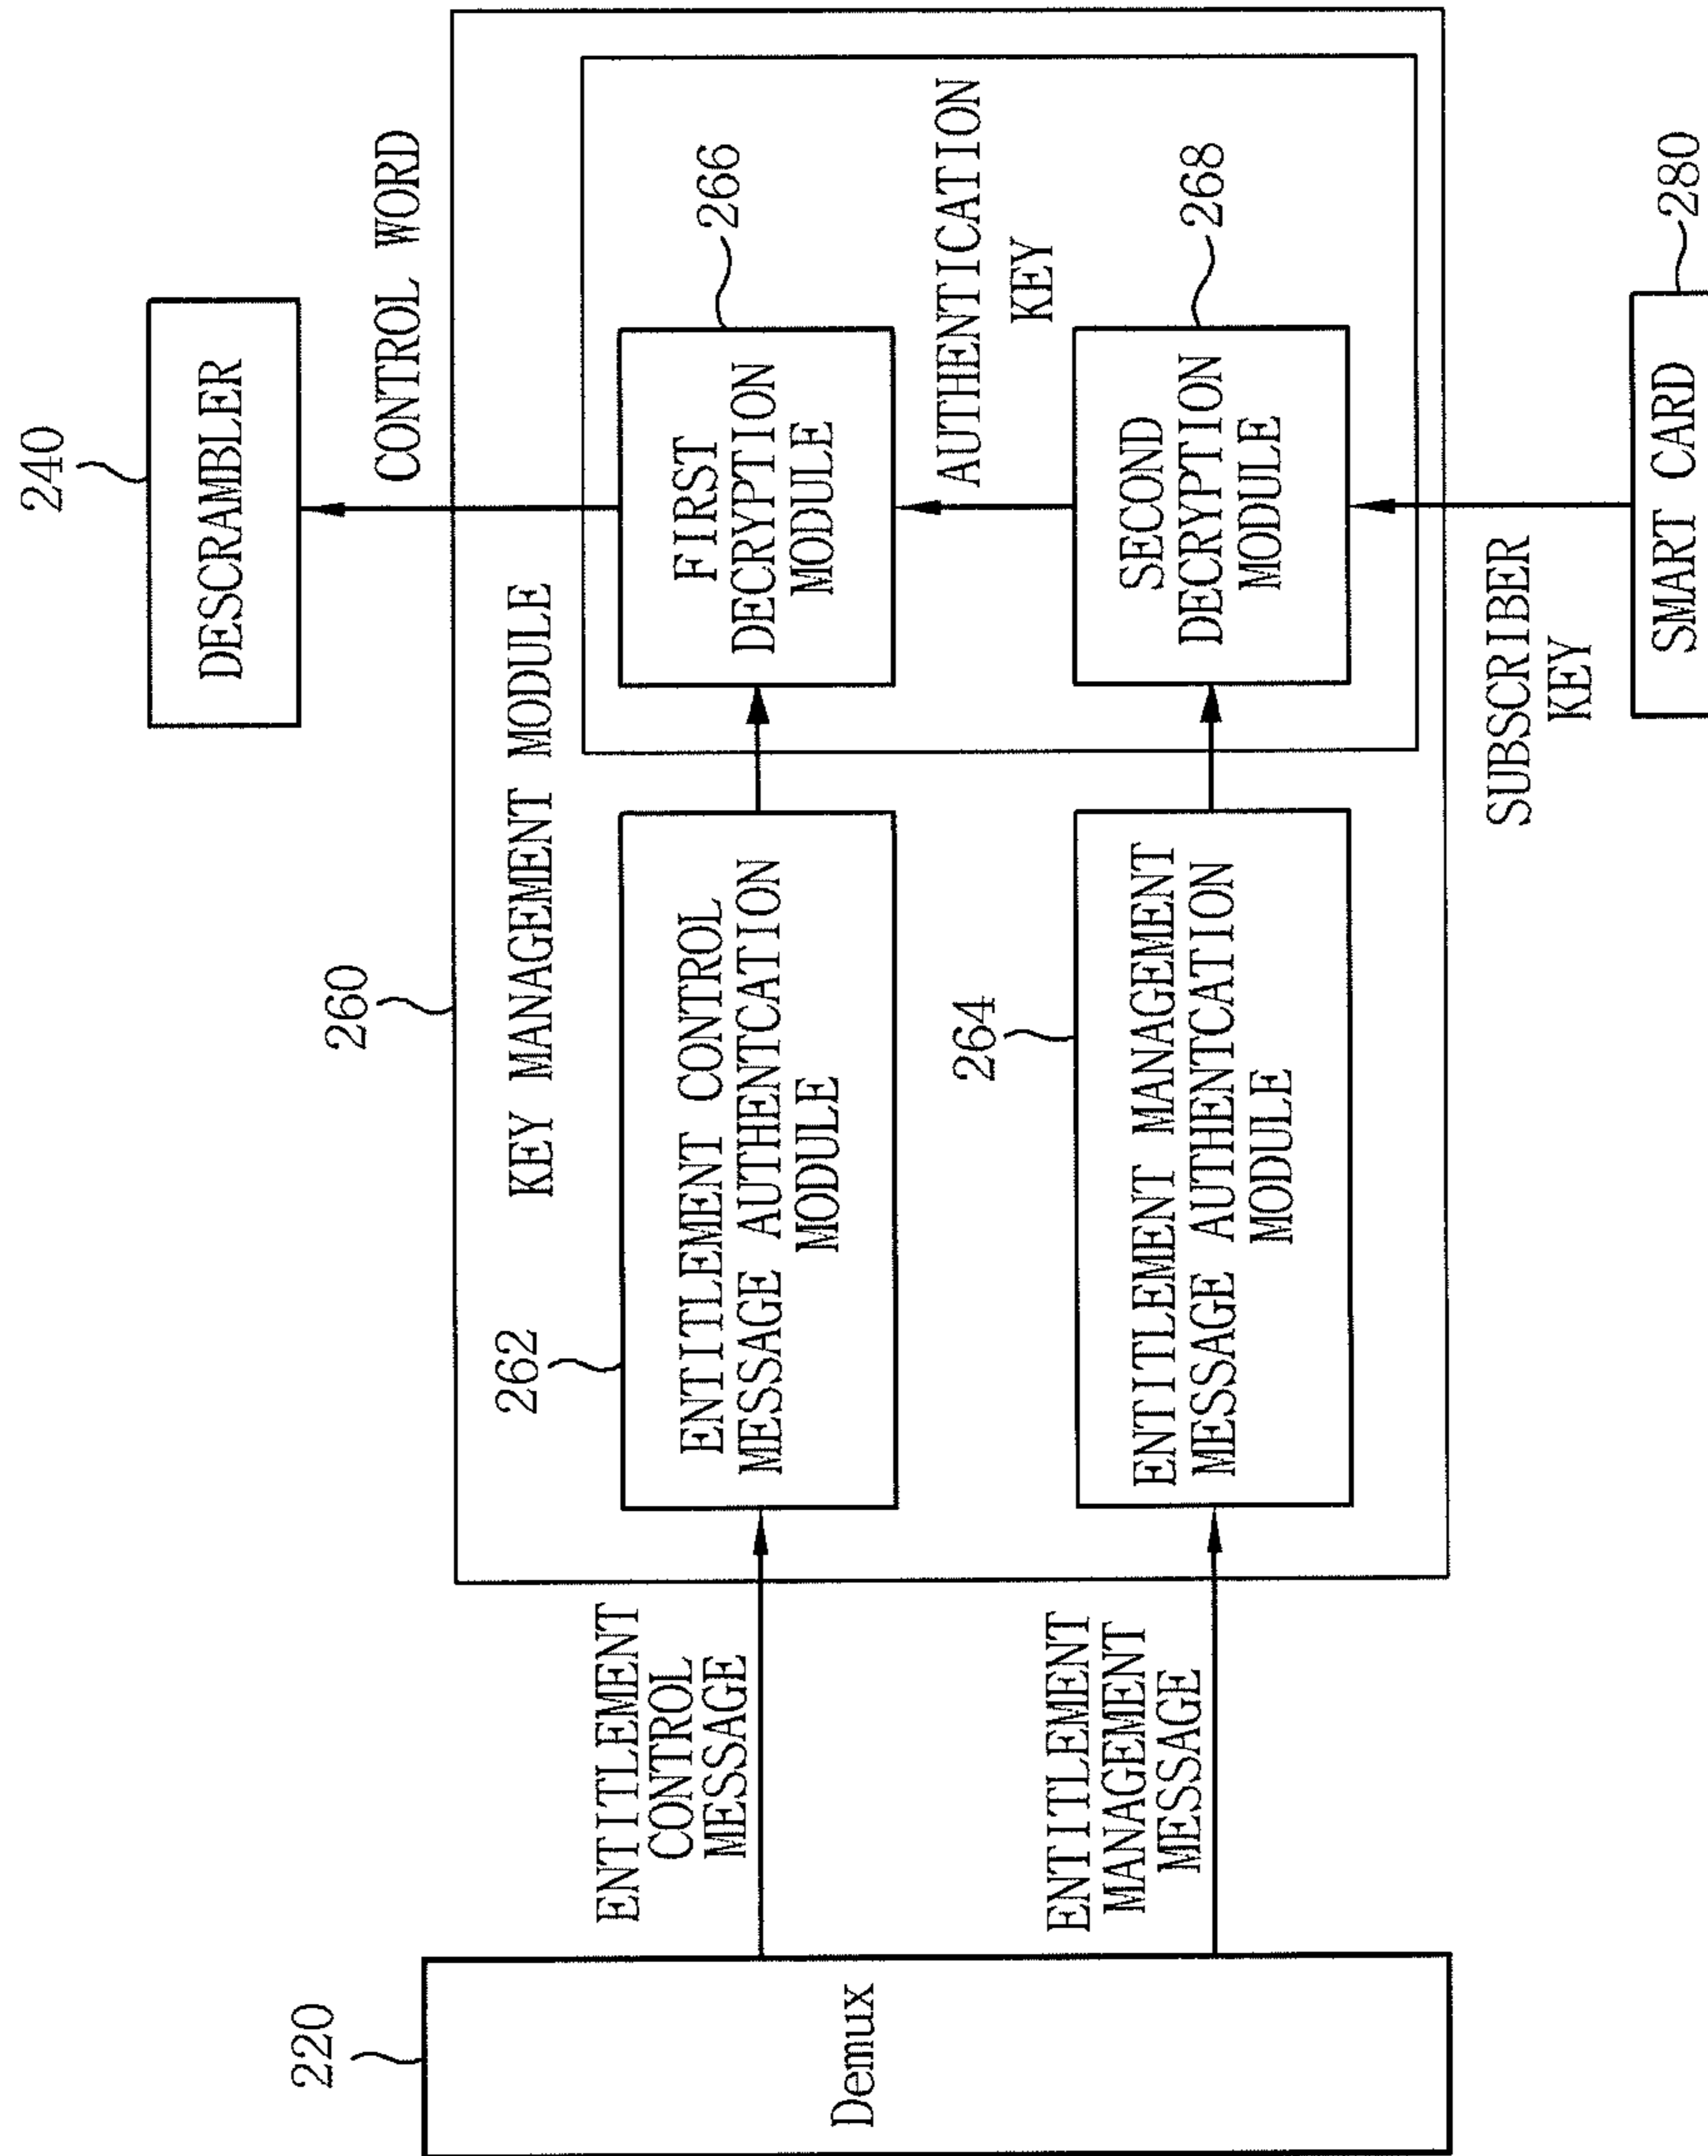 240
DESCRAMBLER
CONTROL WORD
260
KEY MANAGEMENT MODULE
262
ENTITLEMENT CONTROL
MESSAGE AUTHENTCATION
MODULE
266
FIRST
DECRYPTION
MODULE
220
Demux
ENTITLEMENT
CONTROL
MESSAGE
AUTHENTICATION
KEY
264
ENTITLEMENT MANAGEMENT
MESSAGE AUTHENTCATION
MODULE
268
SECOND
DECRYPTION
MODULE
ENTITLEMENT
MANAGEMENT
MESSAGE
SUBSCRIBER
KEY
280
SMART CARD